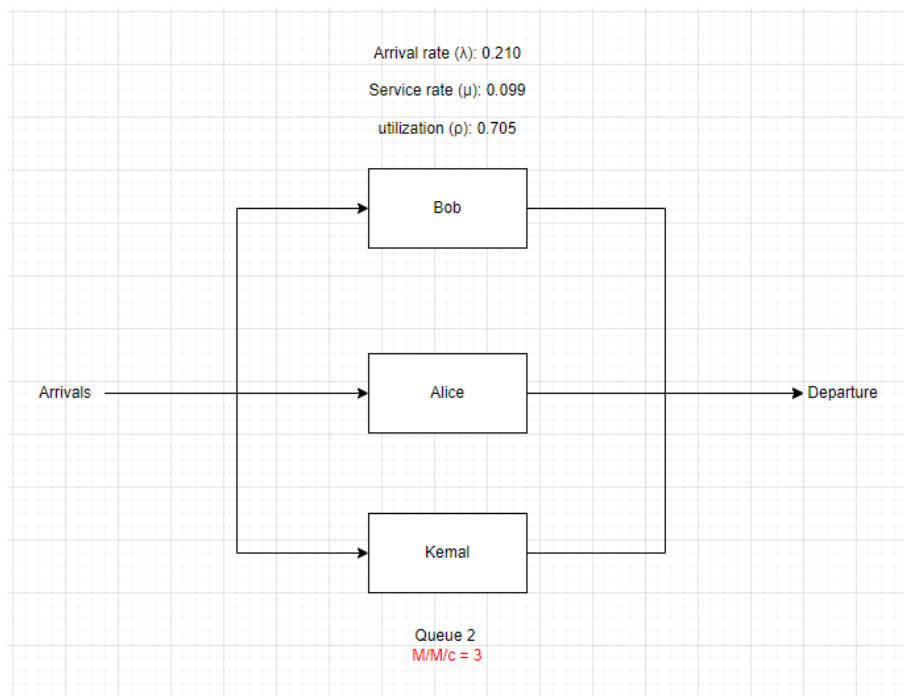 Arrival rate (λ): 0.210
Service rate (μ): 0.099
utilization (ρ): 0.705
Bob
Arrivals
Alice
Departure
Kemal
Queue 2
M/M/c = 3